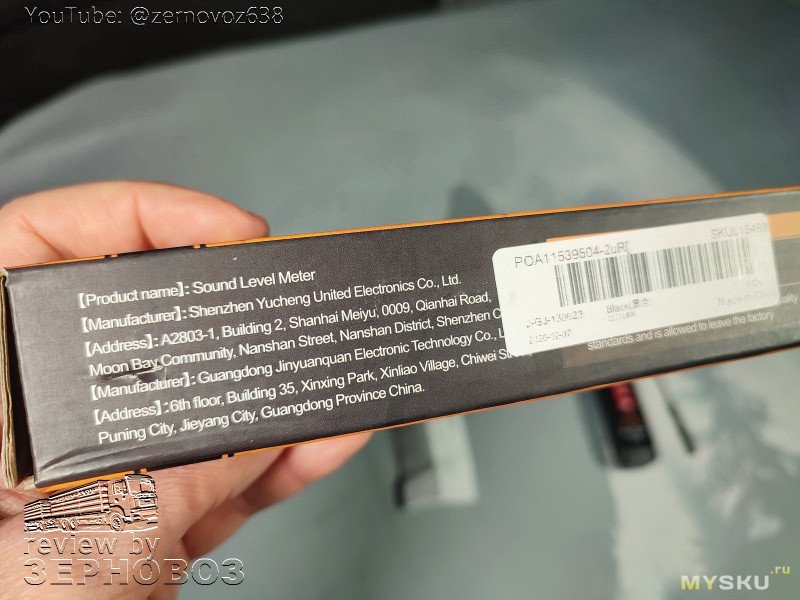 YouTube: @zernovoz638
【Product name】: Sound Level Meter
【Manufacturer】: Shenzhen Yucheng United Electronics Co., Ltd.
【Address】: A2803-1, Building 2, Shanhai Meiyu, 0009, Qianhai Road,
Moon Bay Community, Nanshan Street, Nanshan District, Shenzhen C
【Manufacturer】: Guangdong Jinyuanquan Electronic Technology Co., L
【Address】: 6th floor, Building 35, Xinxing Park, Xinliao Village, Chiwei
Puning City, Jieyang City, Guangdong Province China.
Made in
quality
standards and is allowed to leave the factory
review by
ЗЕРНОВОЗ
MYSKU.ru